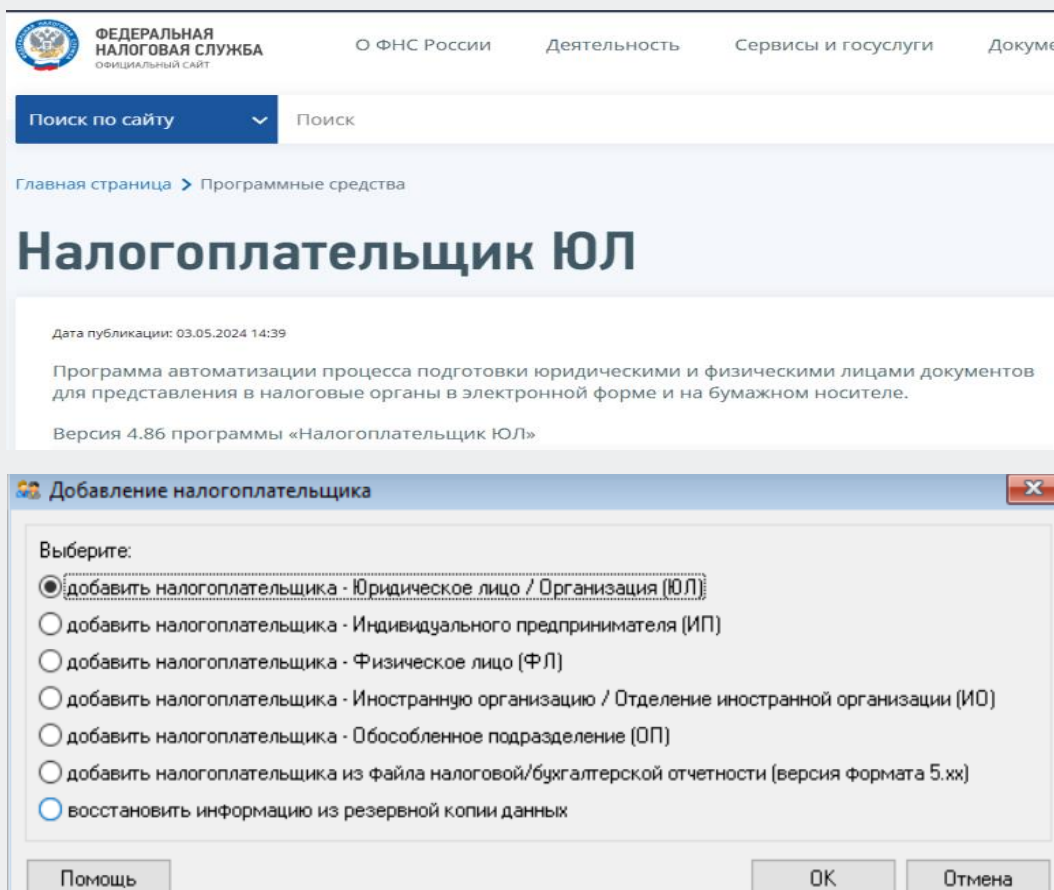 ФЕДЕРАЛЬНАЯ
НАЛОГОВАЯ СЛУЖБА
ОФИЦИАЛЬНЫЙ САЙТ
О ФНС России Деятельность Сервисы и госуслуги Докуме
Поиск по сайту Поиск
Главная страница > Программные средства
Налогоплательщик ЮЛ
Дата публикации: 03.05.2024 14:39
Программа автоматизации процесса подготовки юридическими и физическими лицами документов
для представления в налоговые органы в электронной форме и на бумажном носителе.
Версия 4.86 программы «Налогоплательщик ЮЛ»
Добавление налогоплательщика
Выберите:
добавить налогоплательщика - Юридическое лицо / Организация (ЮЛ)
добавить налогоплательщика - Индивидуального предпринимателя (ИП)
добавить налогоплательщика - Физическое лицо (ФЛ)
добавить налогоплательщика - Иностранную организацию / Отделение иностранной организации (ИО)
добавить налогоплательщика - Обособленное подразделение (ОП)
добавить налогоплательщика из файла налоговой/бухгалтерской отчетности (версия формата 5.xx)
восстановить информацию из резервной копии данных
Помощь ОК Отмена